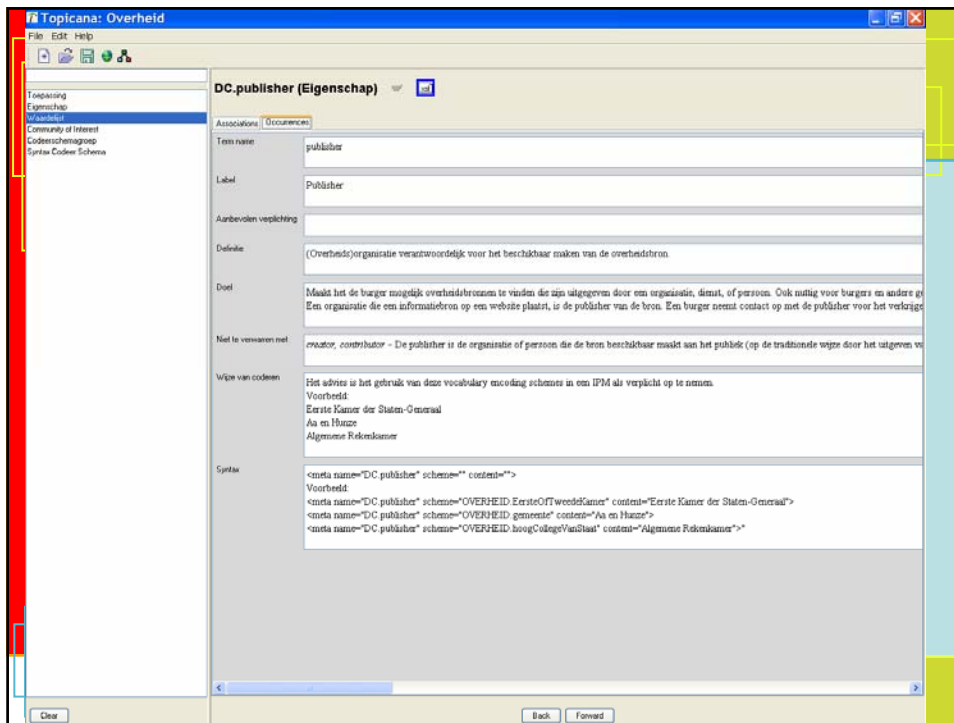 Topicana: Overheid
File Edit Help
Toepassing
Eigenschap
Waardelijst
Community of Interest
Codeerschemagroep
Syntax Codeer Schema
DC.publisher (Eigenschap)
Associations Occurrences
Term name
publisher
Label
Publisher
Aanbevolen verplichting
Definitie
(Overheids)organisatie verantwoordelijk voor het beschikbaar maken van de overheidsbron
Doel
Maakt het de burger mogelijk overheidsbronnen te vinden die zijn uitgegeven door een organisatie, dienst, of persoon. Ook nuttig voor burgers en andere
Een organisatie die een informatiebron op een website plaatst, is de publisher van de bron. Een burger neemt contact op met de publisher voor het verkrijge
Niet te verwarren met
creator, contributor - De publisher is de organisatie of persoon die de bron beschikbaar maakt aan het publiek (op de traditionele wijze door het uitgeven
Wijze van coderen
Het advies is het gebruik van deze vocabulary encoding schemes in een IPM als verplicht op te nemen.
Voorbeeld:
Eerste Kamer der Staten-Generaal
Aa en Hunze
Algemene Rekenkamer
Syntax
<meta name="DC.publisher" scheme="" content="">
Voorbeeld:
<meta name="DC.publisher" scheme="OVERHEID.EersteOfTweedeKamer" content="Eerste Kamer der Staten-Generaal">
<meta name="DC.publisher" scheme="OVERHEID.gemeente" content="Aa en Hunze">
<meta name="DC.publisher" scheme="OVERHEID.hoogCollegeVanStaat" content="Algemene Rekenkamer">"
Clear
Back Forward